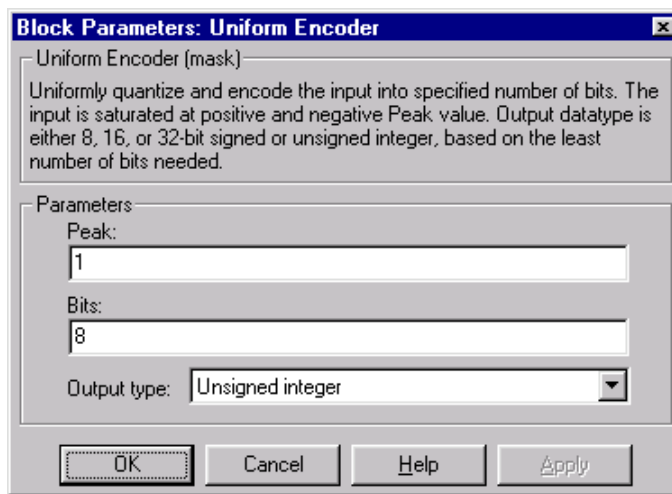 Block Parameters: Uniform Encoder
Uniform Encoder (mask)
Uniformly quantize and encode the input into specified number of bits. The
input is saturated at positive and negative Peak value. Output datatype is
either 8, 16, or 32-bit signed or unsigned integer, based on the least
number of bits needed.
Parameters
Peak:
1
Bits:
8
Output type: Unsigned integer
OK Cancel Help Apply